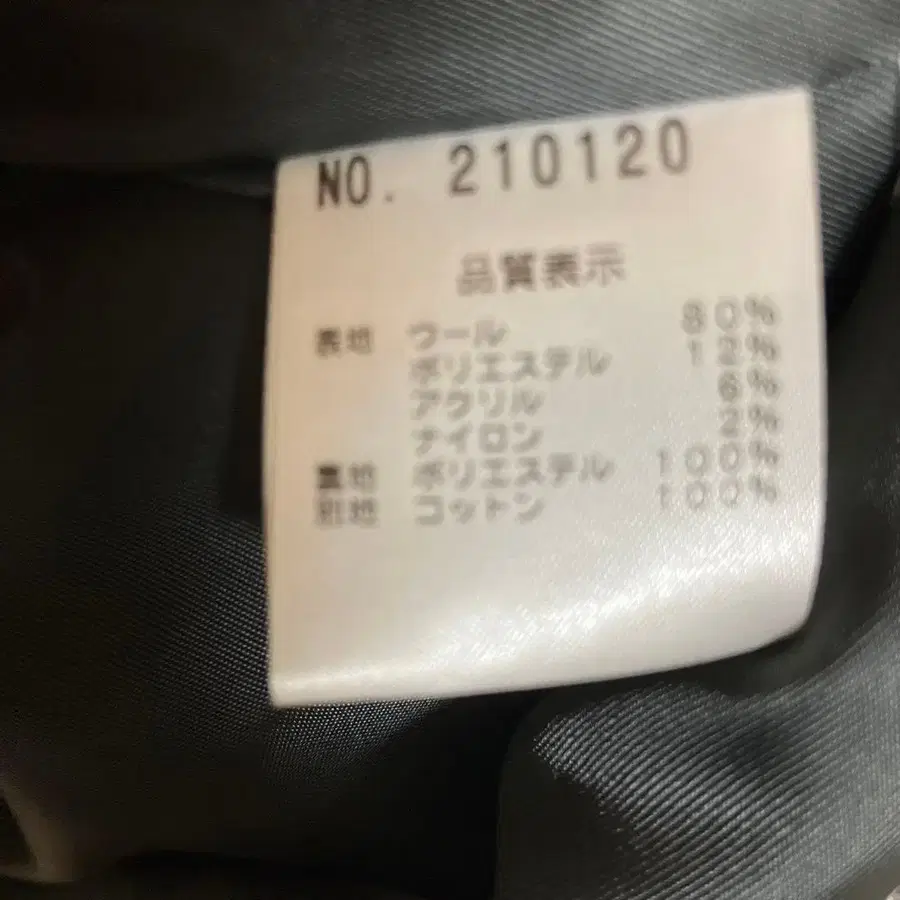 NO. 210120
品質表示
表地 ウール 80%
ポリエステル 12%
アクリル 6%
ナイロン 2%
裏地 ポリエステル 100%
別地 コットン 100%